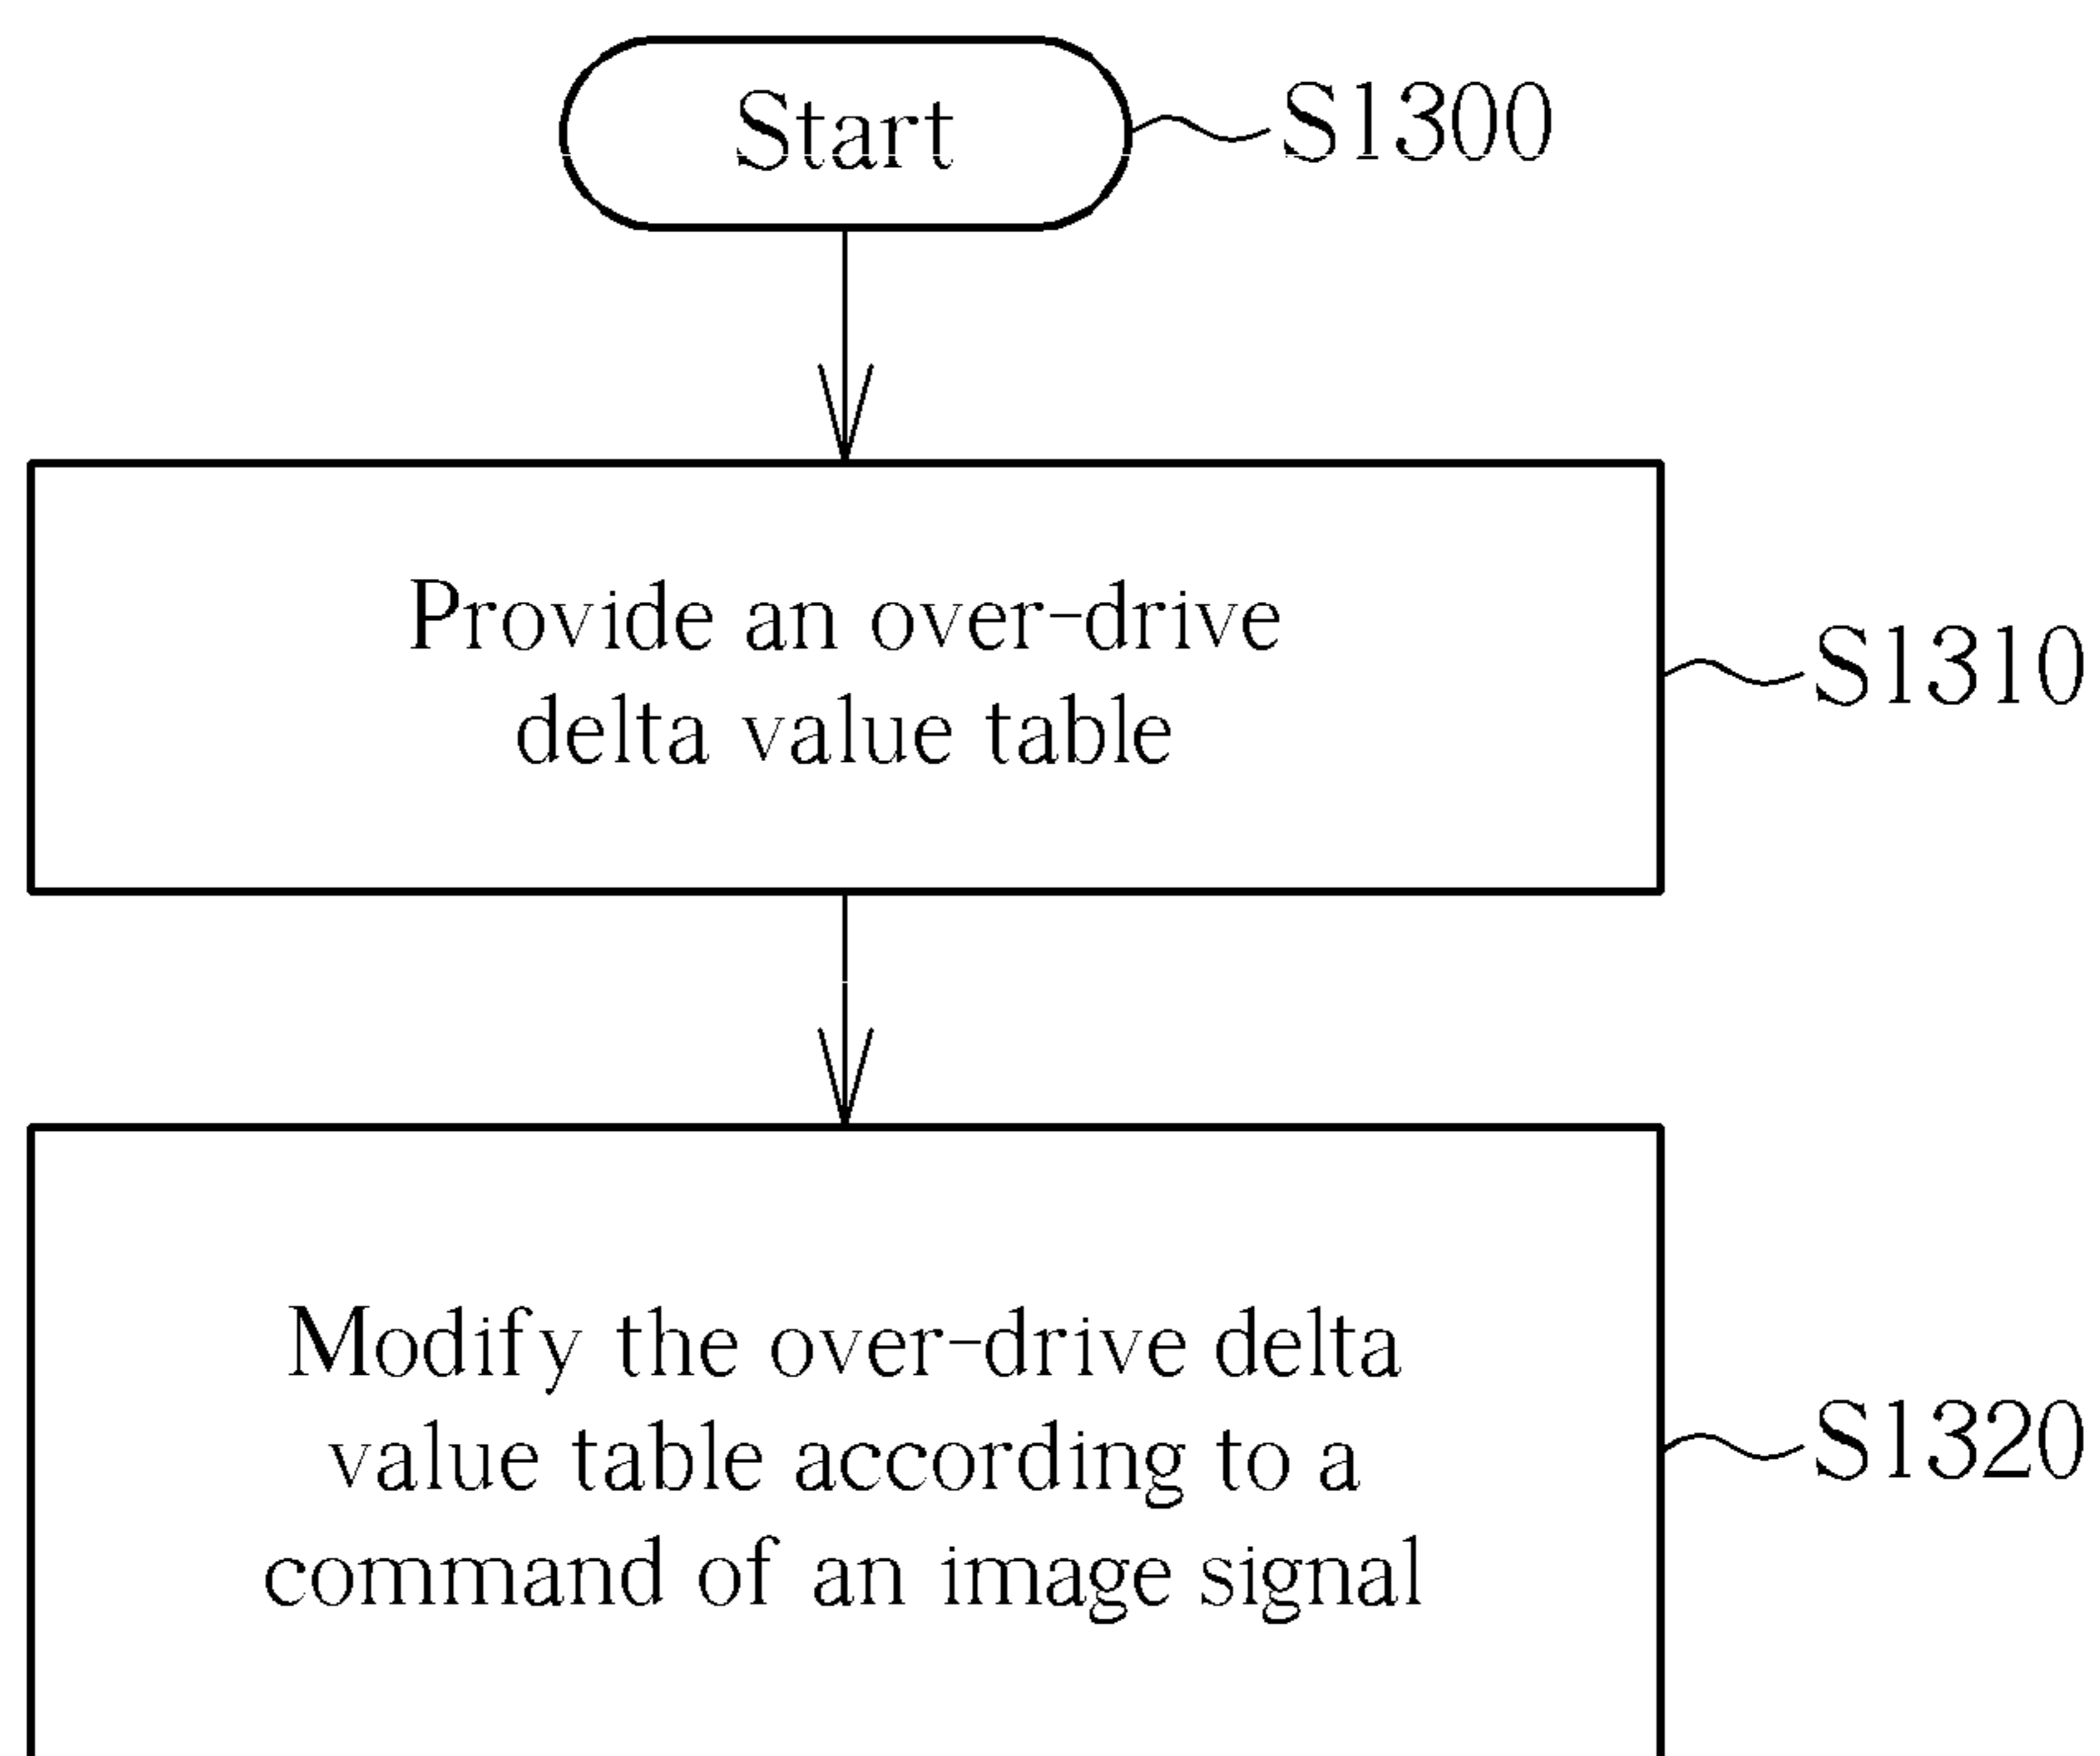 Start
S1300
Provide an over-drive
delta value table
S1310
Modify the over-drive delta
value table according to a
command of an image signal
S1320